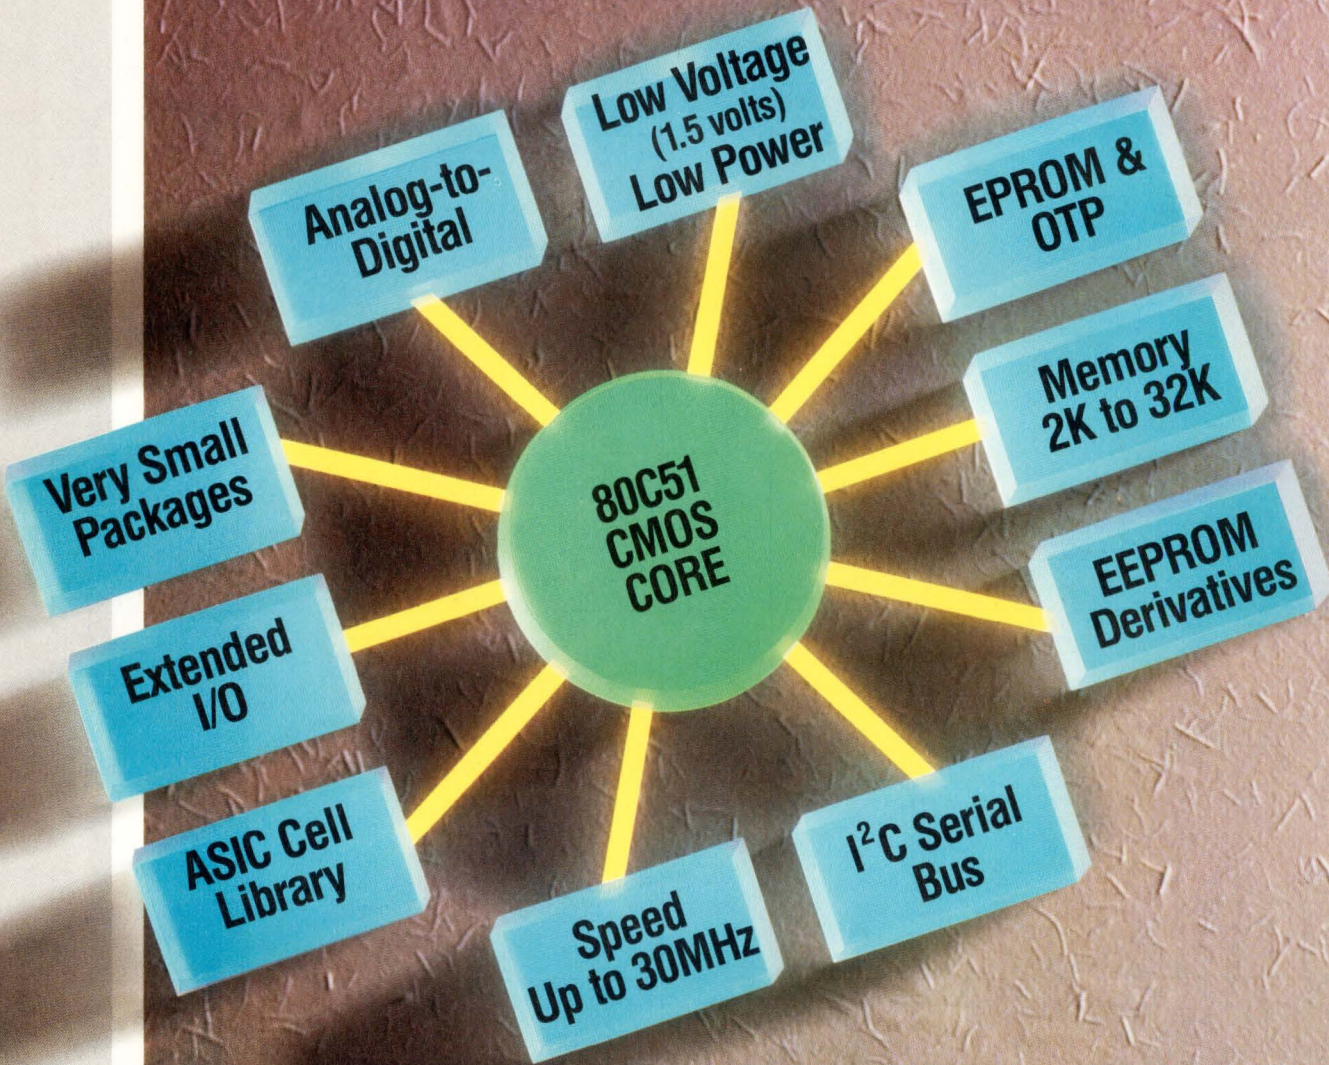 Low Voltage
(1.5 volts)
Low Power
Analog-to-
Digital
EPROM &
OTP
Memory
2K to 32K
Very Small
Packages
80C51
CMOS
CORE
EEPROM
Derivatives
Extended
I/O
I²C Serial
Bus
ASIC Cell
Library
Speed
Up to 30MHz